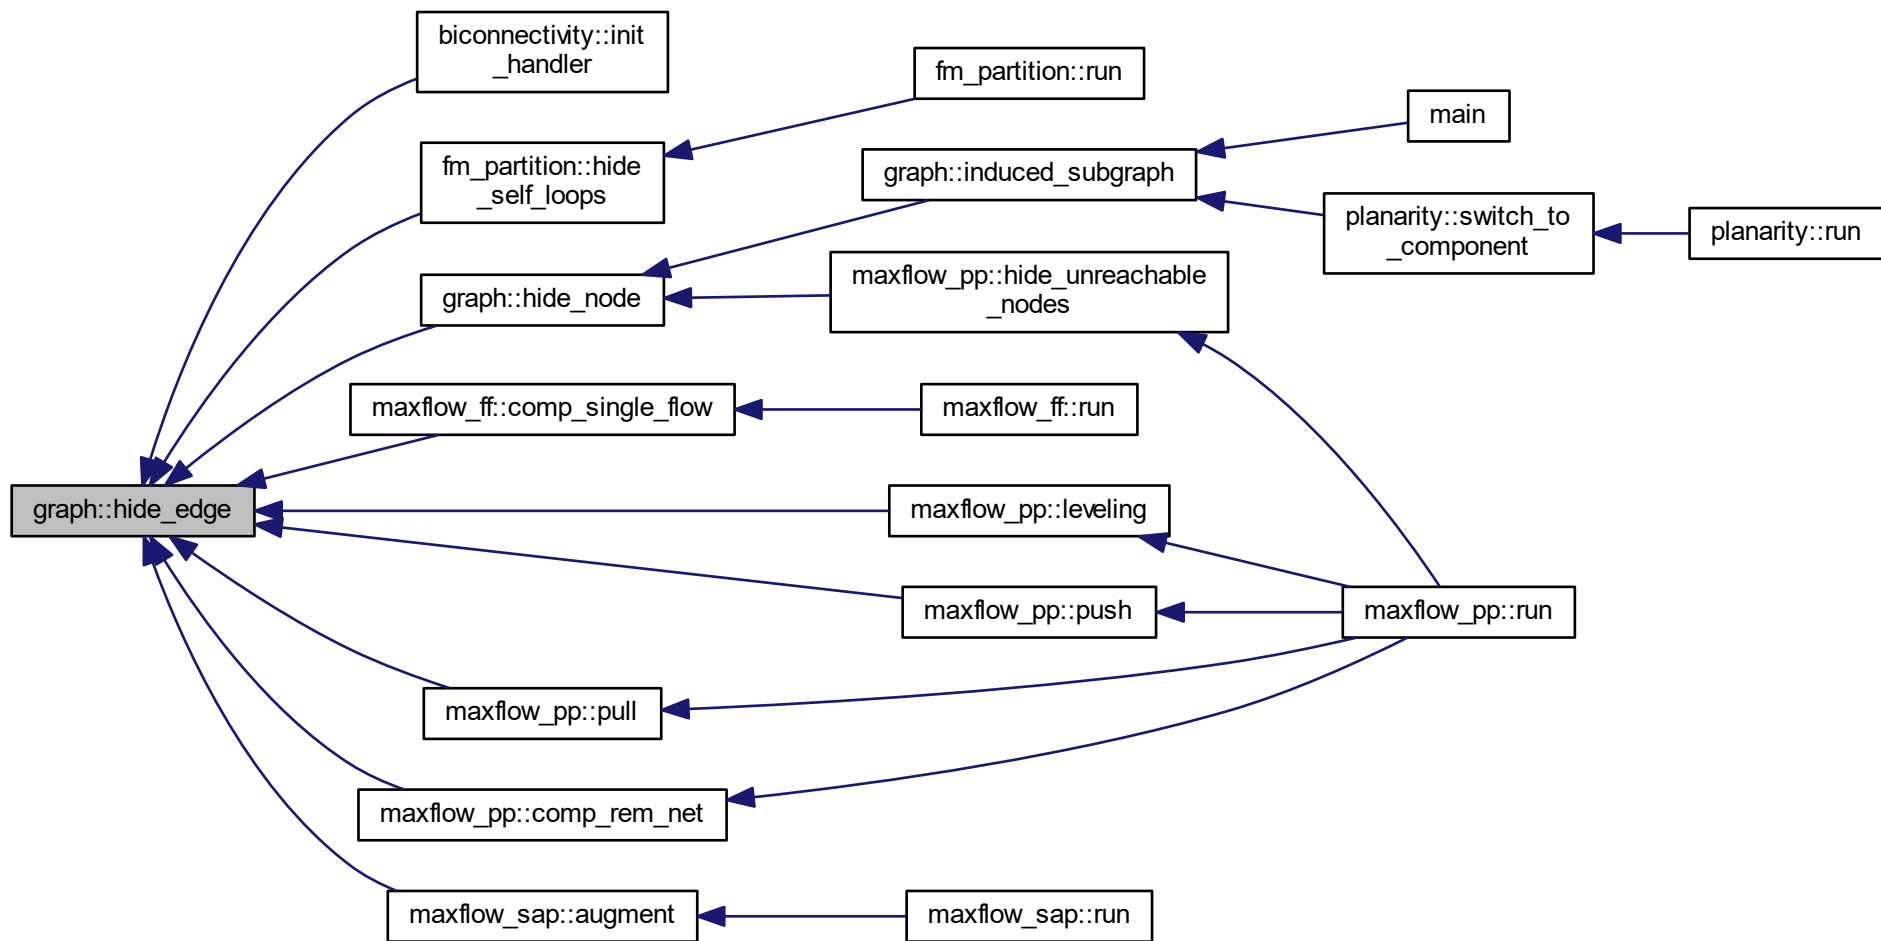 biconnectivity::init
_handler
fm_partition::run
main
fm_partition::hide
_self_loops
graph::induced_subgraph
planarity::switch_to
_component
planarity::run
graph::hide_node
maxflow_pp::hide_unreachable
_nodes
maxflow_ff::comp_single_flow
maxflow_ff::run
graph::hide_edge
maxflow_pp::leveling
maxflow_pp::push
maxflow_pp::run
maxflow_pp::pull
maxflow_pp::comp_rem_net
maxflow_sap::augment
maxflow_sap::run